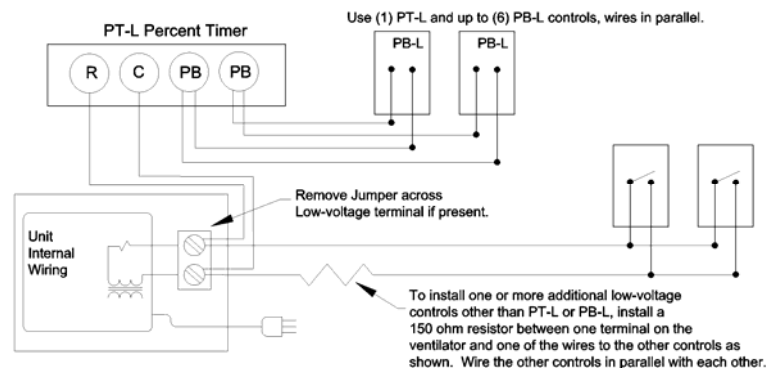 Use (1) PT-L and up to (6) PB-L controls, wires in parallel.
PT-L Percent Timer
R C PB PB
PB-L PB-L
Remove Jumper across
Low-voltage terminal if present.
Unit
Internal
Wiring
To install one or more additional low-voltage
controls other than PT-L or PB-L, install a
150 ohm resistor between one terminal on the
ventilator and one of the wires to the other controls as
shown. Wire the other controls in parallel with each other.